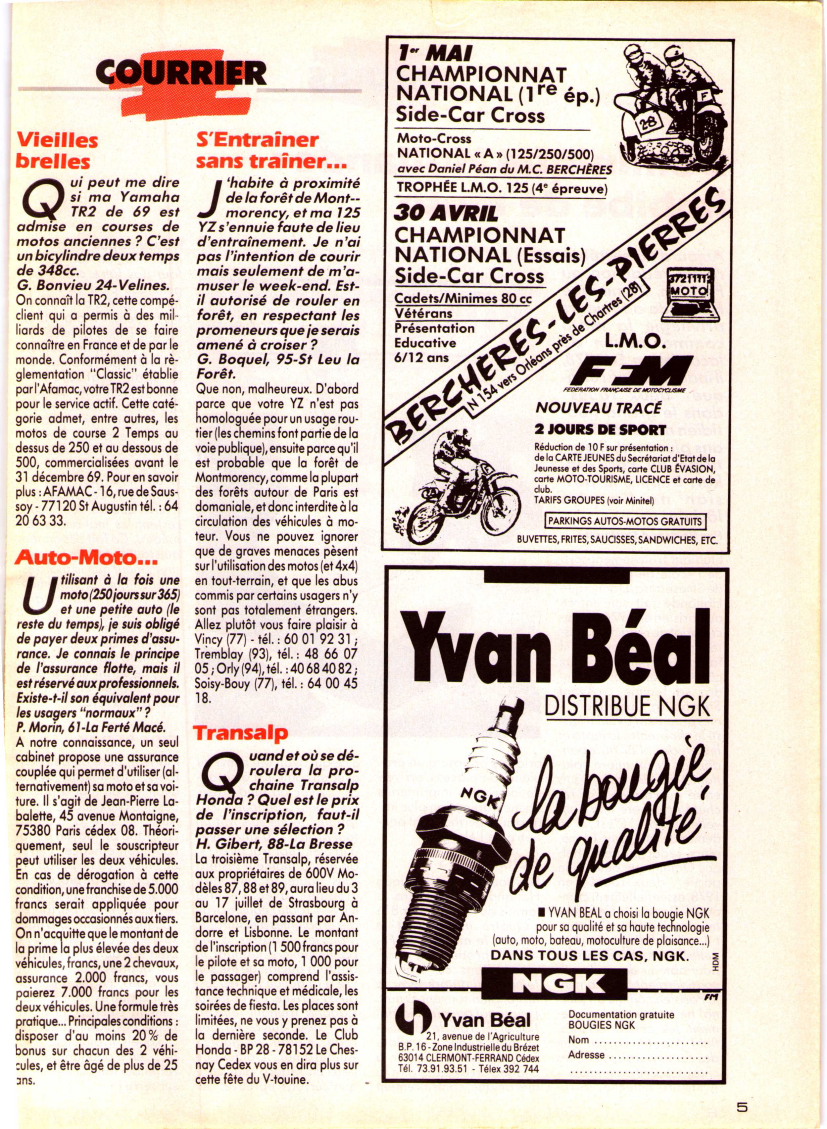 COURRIER
Vieilles
brelles
Qui peut me dire
si ma Yamaha
TR2 de 69 est
admise en courses de
motos anciennes ? C'est
un bicylindre deux temps
de 348cc.
G. Bonvieu 24-Velines.
On connaît la TR2, cette compé-
client qui a permis à des mil-
liards de pilotes de se faire
connaître en France et de par le
monde. Conformément à la rè-
glementation "Classic" établie
par l'Afamac, votre TR2 est bonne
pour le service actif. Cette caté-
gorie admet, entre autres, les
motos de course 2 Temps au
dessus de 250 et au dessous de
500, commercialisées avant le
31 décembre 69. Pour en savoir
plus : AFAMAC - 16, rue de Saus-
soy - 77120 St Augustin tél. : 64
20 63 33.
Auto-Moto...
Utilisant à la fois une
moto (250 jours sur 365)
et une petite auto (le
reste du temps), je suis obligé
de payer deux primes d'assu-
rance. Je connais le principe
de l'assurance flotte, mais il
est réservé aux professionnels.
Existe-t-il son équivalent pour
les usagers "normaux" ?
P. Morin, 61-La Ferté Macé.
A notre connaissance, un seul
cabinet propose une assurance
couplée qui permet d'utiliser (al-
ternativement) sa moto et sa voi-
ture. Il s'agit de Jean-Pierre La-
balette, 45 avenue Montaigne,
75380 Paris cédex 08. Théori-
quement, seul le souscripteur
peut utiliser les deux véhicules.
En cas de dérogation à cette
condition, une franchise de 5.000
francs serait appliquée pour
dommages occasionnés aux tiers.
On n'acquitte que le montant de
la prime la plus élevée des deux
véhicules, francs, une 2 chevaux,
assurance 2.000 francs, vous
paierez 7.000 francs pour les
deux véhicules. Une formule très
pratique... Principales conditions :
disposer d'au moins 20 % de
bonus sur chacun des 2 véhi-
cules, et être âgé de plus de 25
ans.
S'Entraîner
sans traîner...
J'habite à proximité
de la forêt de Mont--
morency, et ma 125
YZ s'ennuie faute de lieu
d'entraînement. Je n'ai
pas l'intention de courir
mais seulement de m'a-
muser le week-end. Est-
il autorisé de rouler en
forêt, en respectant les
promeneurs que je serais
amené à croiser ?
G. Boquel, 95-St Leu la
Forêt.
Que non, malheureux. D'abord
parce que votre YZ n'est pas
homologuée pour un usage rou-
tier (les chemins font partie de la
voie publique), ensuite parce qu'il
est probable que la forêt de
Montmorency, comme la plupart
des forêts autour de Paris est
domaniale, et donc interdite à la
circulation des véhicules à mo-
teur. Vous ne pouvez ignorer
que de graves menaces pèsent
sur l'utilisation des motos (et 4x4)
en tout-terrain, et que les abus
commis par certains usagers n'y
sont pas totalement étrangers.
Allez plutôt vous faire plaisir à
Vincy (77) - tél. : 60 01 92 31 ;
Tremblay (93), tél. : 48 66 07
05 ; Orly (94), tél. : 40 68 40 82 ;
Soisy-Bouy (77), tél. : 64 00 45
18.
Transalp
Quand et où se dé-
roulera la pro-
chaine Transalp
Honda ? Quel est le prix
de l'inscription, faut-il
passer une sélection ?
H. Gibert, 88-La Bresse
La troisième Transalp, réservée
aux propriétaires de 600V Mo-
dèles 87, 88 et 89, aura lieu du 3
au 17 juillet de Strasbourg à
Barcelone, en passant par An-
dorre et Lisbonne. Le montant
de l'inscription (1 500 francs pour
le pilote et sa moto, 1 000 pour
le passager) comprend l'assis-
tance technique et médicale, les
soirées de fiesta. Les places sont
limitées, ne vous y prenez pas à
la dernière seconde. Le Club
Honda - BP 28 - 78152 Le Ches-
nay Cedex vous en dira plus sur
cette fête du V-touine.
1er MAI
CHAMPIONNAT
NATIONAL (1re ép.)
Side-Car Cross
Moto-Cross
NATIONAL « A » (125/250/500)
avec Daniel Péan du M.C. BERCHÈRES
TROPHÉE L.M.O. 125 (4e épreuve)
30 AVRIL
CHAMPIONNAT
NATIONAL (Essais)
Side-Car Cross
Cadets/Minimes 80 cc
Vétérans
Présentation
Educative
6/12 ans
F
28
BERCHÈRES-LES-PIERRES
N 154 vers Orléans près de Chartres (28)
MOTO
L.M.O.
FFM
FEDERATION FRANÇAISE DE MOTOCYCLISME
NOUVEAU TRACÉ
2 JOURS DE SPORT
Réduction de 10 F sur présentation :
de la CARTE JEUNES du Secrétariat d'Etat de la
Jeunesse et des Sports, carte CLUB ÉVASION,
carte MOTO-TOURISME, LICENCE et carte de
club.
TARIFS GROUPES (voir Minitel)
PARKINGS AUTOS-MOTOS GRATUITS
BUVETTES, FRITES, SAUCISSES, SANDWICHES, ETC.
Yvan Béal
DISTRIBUE NGK
NGK
la bougie
de qualité
■ YVAN BEAL a choisi la bougie NGK
pour sa qualité et sa haute technologie
(auto, moto, bateau, motoculture de plaisance...)
DANS TOUS LES CAS, NGK.
HDM
NGK
FM
Yvan Béal
21, avenue de l'Agriculture
B.P. 16 - Zone Industrielle du Brézet
63014 CLERMONT-FERRAND Cédex
Tél. 73.91.93.51 - Télex 392 744
Documentation gratuite
BOUGIES NGK
Nom ........................
Adresse ....................
............................
5